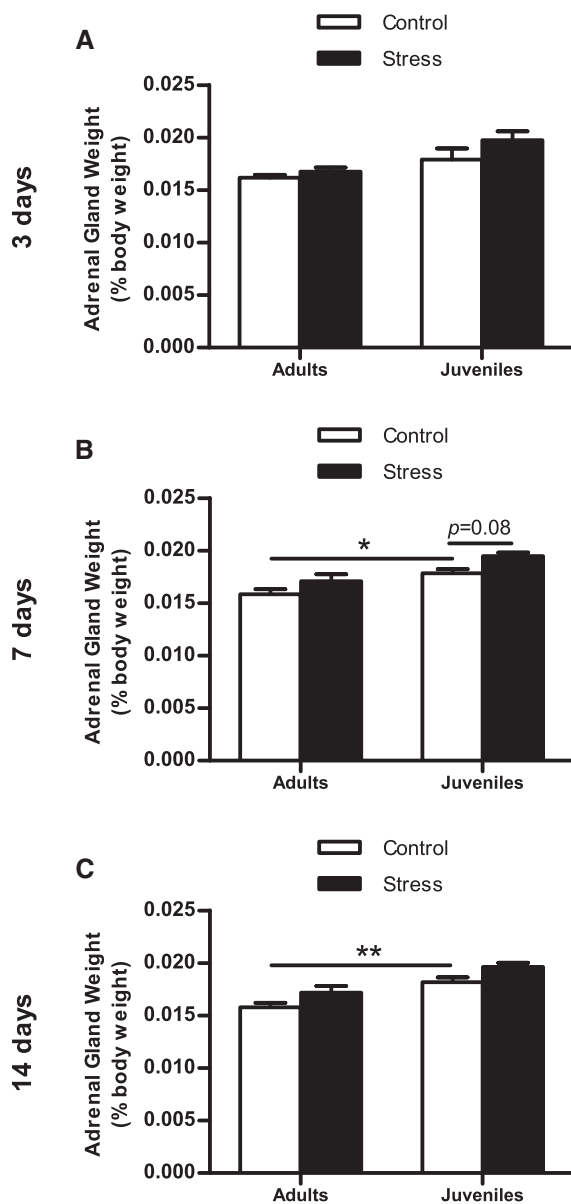 A
Control
Stress
3 days
Adrenal Gland Weight
(% body weight)
0.025
0.020
0.015
0.010
0.005
0.000
Adults
Juveniles
B
Control
Stress
7 days
Adrenal Gland Weight
(% body weight)
0.025
0.020
0.015
0.010
0.005
0.000
*
p=0.08
Adults
Juveniles
C
Control
Stress
14 days
Adrenal Gland Weight
(% body weight)
0.025
0.020
0.015
0.010
0.005
0.000
**
Adults
Juveniles